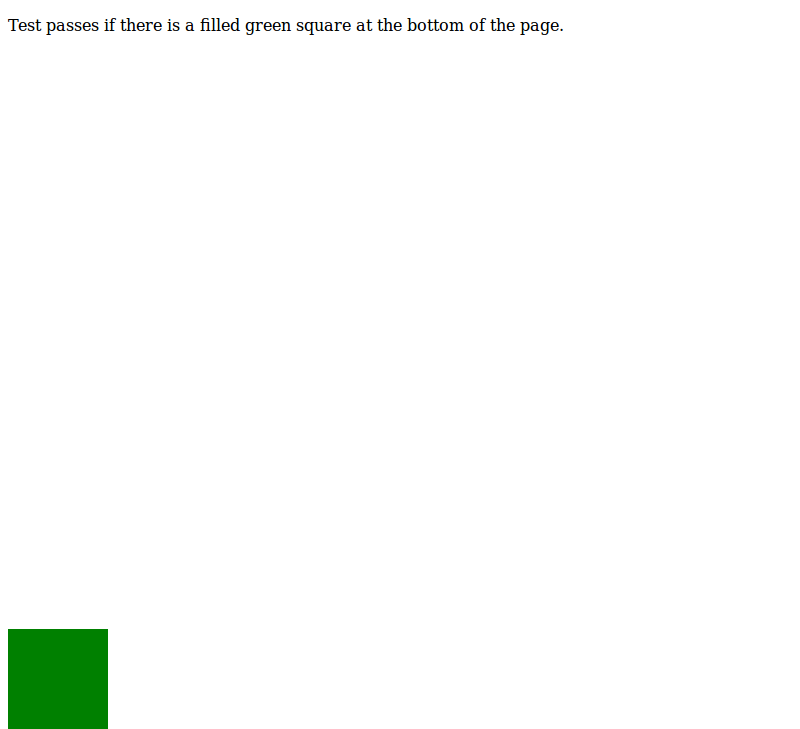 Test passes if there is a filled green square at the bottom of the page.